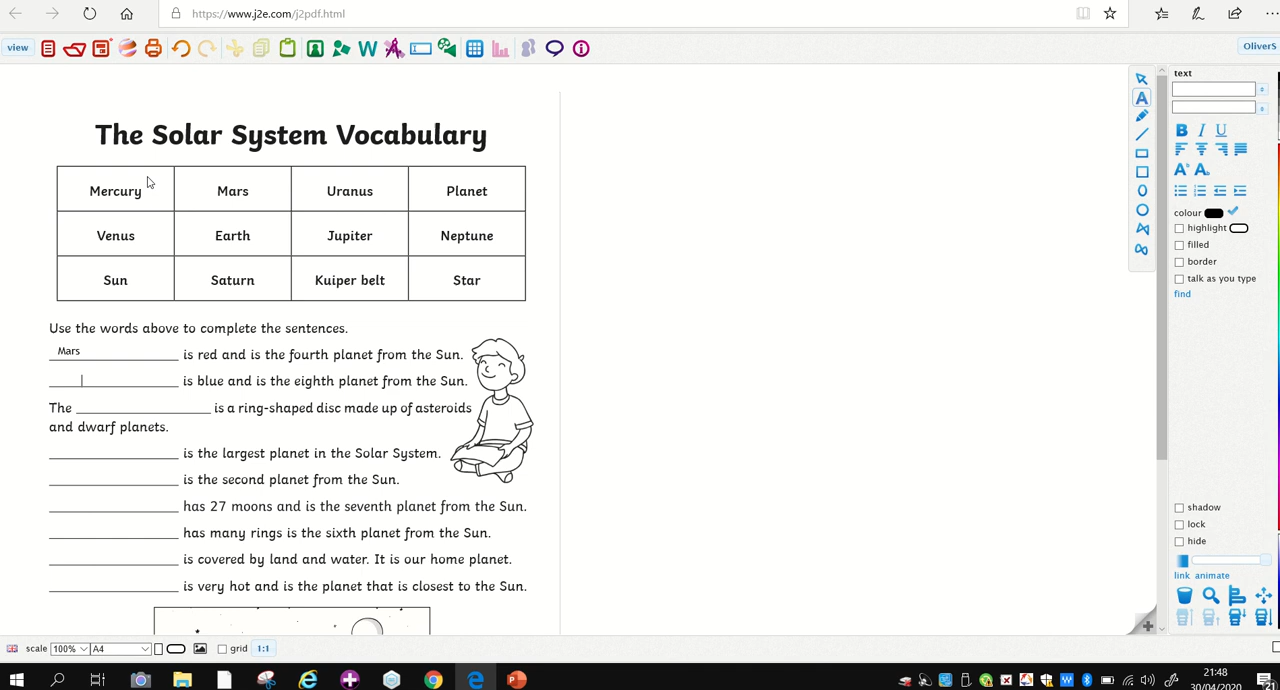 https://www.j2e.com/j2pdf.html
view
OliverS
text
The Solar System Vocabulary
Mercury Mars Uranus Planet
Venus Earth Jupiter Neptune
Sun Saturn Kuiper belt Star
Use the words above to complete the sentences.
Mars is red and is the fourth planet from the Sun.
is blue and is the eighth planet from the Sun.
The is a ring-shaped disc made up of asteroids
and dwarf planets.
is the largest planet in the Solar System.
is the second planet from the Sun.
has 27 moons and is the seventh planet from the Sun.
has many rings is the sixth planet from the Sun.
is covered by land and water. It is our home planet.
is very hot and is the planet that is closest to the Sun.
B I U
colour
highlight
filled
border
talk as you type
find
shadow
lock
hide
link animate
scale 100% A4 grid 1:1
21:48
30/04/2020